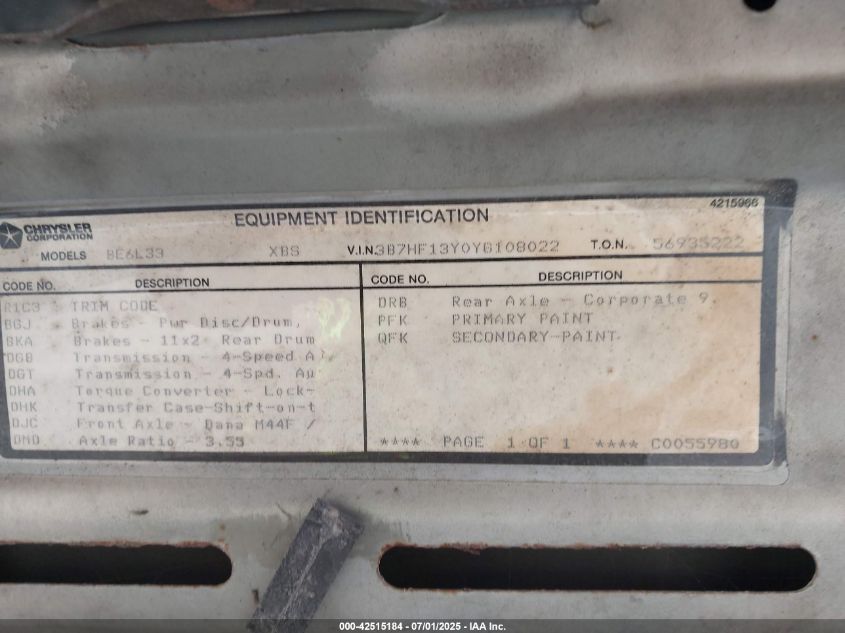 4215966
CHRYSLER
CORPORATION
EQUIPMENT IDENTIFICATION
MODELS BE6L33 XBS V.I.N. 3B7HF13Y0YG108022 T.O.N. 56935222
CODE NO. DESCRIPTION
R1C3 TRIM CODE
BGJ Brakes - Pwr Disc/Drum,
BKA Brakes - 11x2 Rear Drum
DGB Transmission - 4-Speed A
DGT Transmission - 4-Spd. Au
DHA Torque Converter - Lock-
DHK Transfer Case-Shift-on-t
DJC Front Axle - Dana M44F /
DMD Axle Ratio - 3.55
CODE NO. DESCRIPTION
DRB Rear Axle - Corporate 9.
PFK PRIMARY PAINT
QFK SECONDARY PAINT
**** PAGE 1 OF 1 **** C0055980
000-42515184 - 07/01/2025 - IAA Inc.